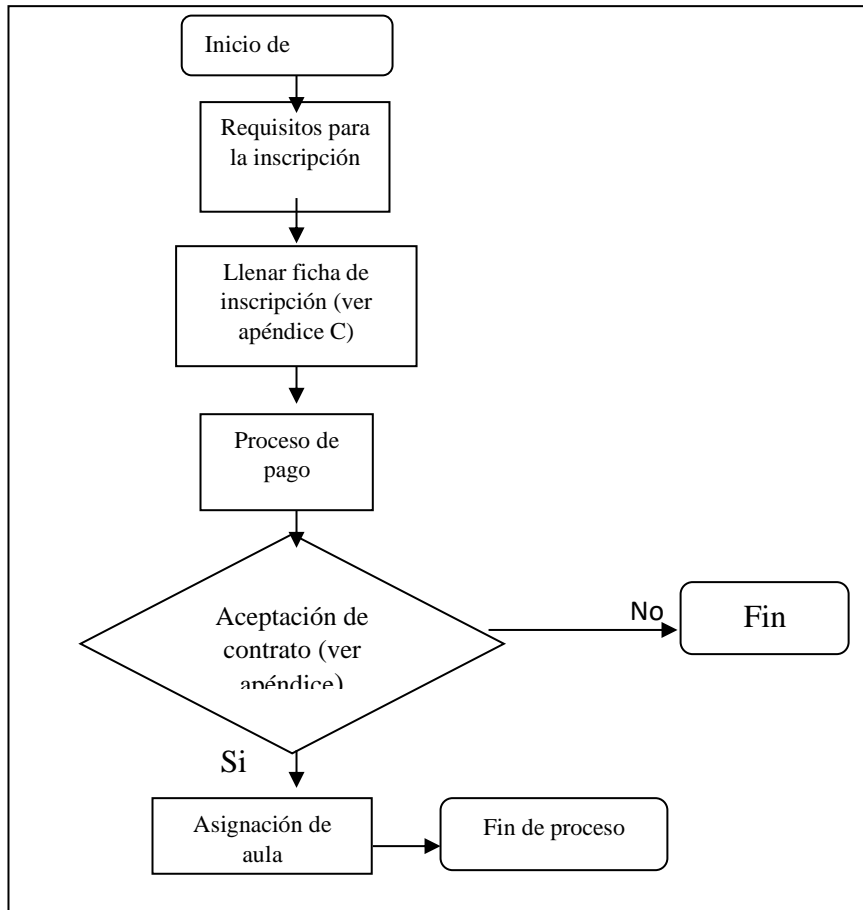 Inicio de
Requisitos para
la inscripción
Llenar ficha de
inscripción (ver
apéndice C)
Proceso de
pago
Aceptación de
contrato (ver
apéndice)
No
Fin
Si
Asignación de
aula
Fin de proceso